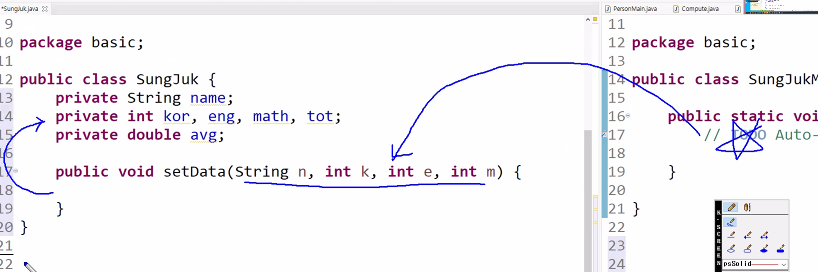 *SungJuk.java
9
10 package basic;
11
12 public class SungJuk {
13 private String name;
14 private int kor, eng, math, tot;
15 private double avg;
16
17 public void setData(String n, int k, int e, int m) {
18
19 }
20 }
21
22
PersonMain.java Compute.java
11
12 package basic;
14 public class SungJukM
16 public static voi
17 // TODO Auto-
18
19 }
20
21 }
22
23
24
K-SCREEN
psSolid